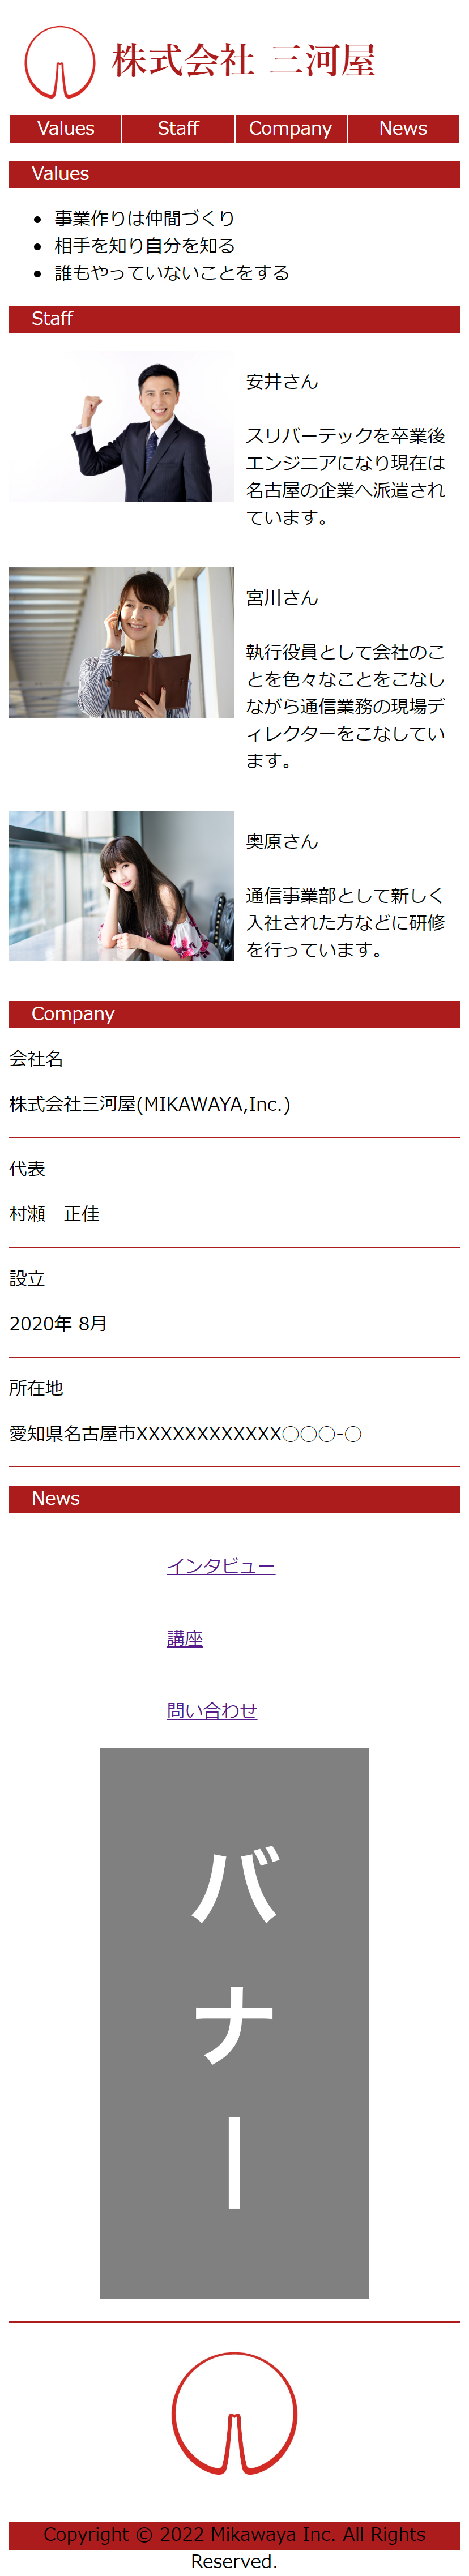 株式会社 三河屋
Values Staff Company News
Values
事業作りは仲間づくり
相手を知り自分を知る
誰もやっていないことをする
Staff
安井さん
スリバーテックを卒業後
エンジニアになり現在は
名古屋の企業へ派遣され
ています。
宮川さん
執行役員として会社のこ
とを色々なことをこなし
ながら通信業務の現場デ
ィレクターをこなしてい
ます。
奥原さん
通信事業部として新しく
入社された方などに研修
を行っています。
Company
会社名
株式会社三河屋(MIKAWAYA,Inc.)
代表
村瀬　正佳
設立
2020年 8月
所在地
愛知県名古屋市XXXXXXXXXXXX〇〇〇-〇
News
インタビュー
講座
問い合わせ
バナー
Copyright © 2022 Mikawaya Inc. All Rights
Reserved.